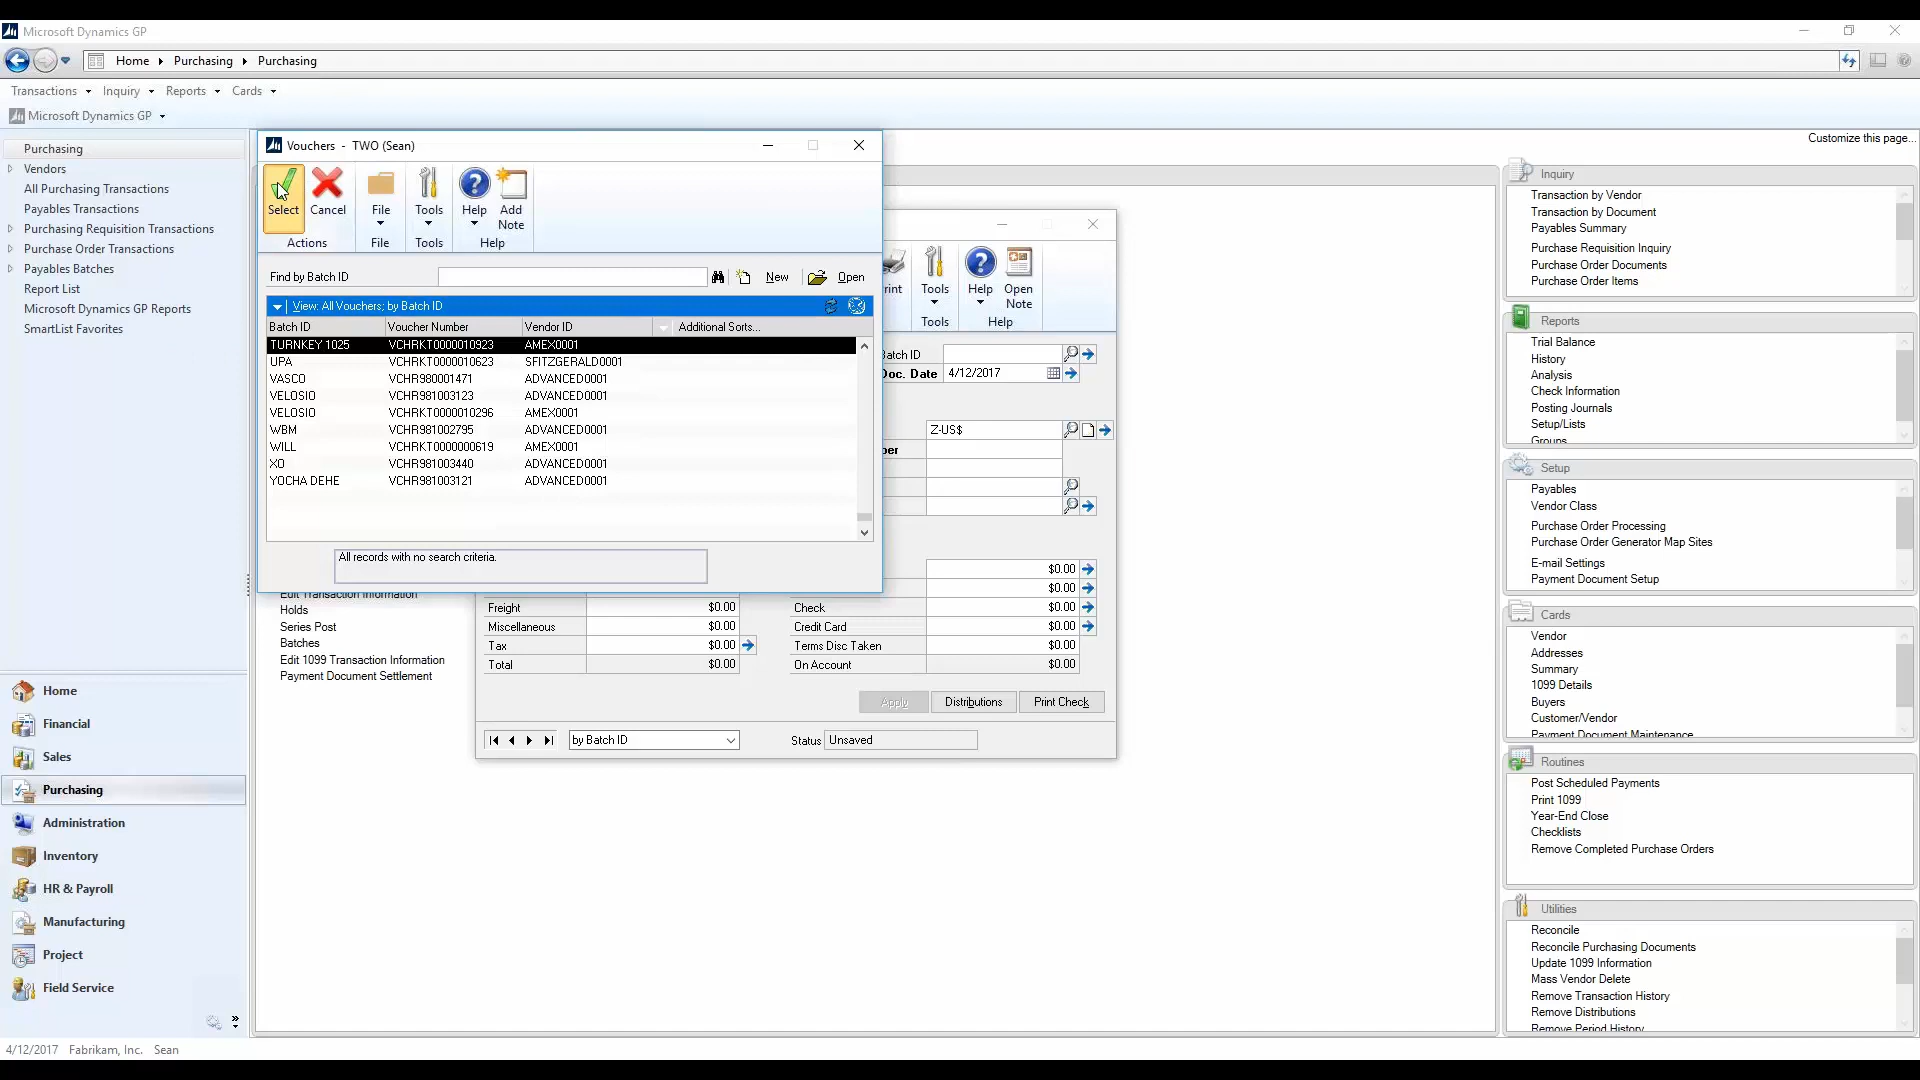 Microsoft Dynamics GP
Home Purchasing Purchasing
Transactions Inquiry Reports Cards
Microsoft Dynamics GP
Customize this page...
Purchasing
Vendors
All Purchasing Transactions
Payables Transactions
Purchasing Requisition Transactions
Purchase Order Transactions
Payables Batches
Report List
Microsoft Dynamics GP Reports
SmartList Favorites
Home
Financial
Sales
Purchasing
Administration
Inventory
HR & Payroll
Manufacturing
Project
Field Service
Vouchers - TWO (Sean)
Select Cancel File Tools Help Add Note
Actions File Tools Help
Find by Batch ID New Open
View: All Vouchers; by Batch ID
Batch ID Voucher Number Vendor ID Additional Sorts...
TURNKEY 1025 VCHRKT0000010923 AMEX0001
UPA VCHRKT0000010623 SFITZGERALD0001
VASCO VCHR980001471 ADVANCED0001
VELOSIO VCHR981003123 ADVANCED0001
VELOSIO VCHRKT0000010296 AMEX0001
WBM VCHR981002795 ADVANCED0001
WILL VCHRKT0000000619 AMEX0001
XO VCHR981003440 ADVANCED0001
YOCHA DEHE VCHR981003121 ADVANCED0001
All records with no search criteria.
rint Tools Help Open Note
Tools Help
Batch ID
Doc. Date 4/12/2017
Z-US$
ber
$0.00
$0.00
Freight $0.00 Check $0.00
Miscellaneous $0.00 Credit Card $0.00
Tax $0.00 Terms Disc Taken $0.00
Total $0.00 On Account $0.00
Apply Distributions Print Check
by Batch ID Status Unsaved
Edit Transaction Information
Holds
Series Post
Batches
Edit 1099 Transaction Information
Payment Document Settlement
Inquiry
Transaction by Vendor
Transaction by Document
Payables Summary
Purchase Requisition Inquiry
Purchase Order Documents
Purchase Order Items
Reports
Trial Balance
History
Analysis
Check Information
Posting Journals
Setup/Lists
Groups
Setup
Payables
Vendor Class
Purchase Order Processing
Purchase Order Generator Map Sites
E-mail Settings
Payment Document Setup
Cards
Vendor
Addresses
Summary
1099 Details
Buyers
Customer/Vendor
Payment Document Maintenance
Routines
Post Scheduled Payments
Print 1099
Year-End Close
Checklists
Remove Completed Purchase Orders
Utilities
Reconcile
Reconcile Purchasing Documents
Update 1099 Information
Mass Vendor Delete
Remove Transaction History
Remove Distributions
Remove Period History
4/12/2017 Fabrikam, Inc. Sean